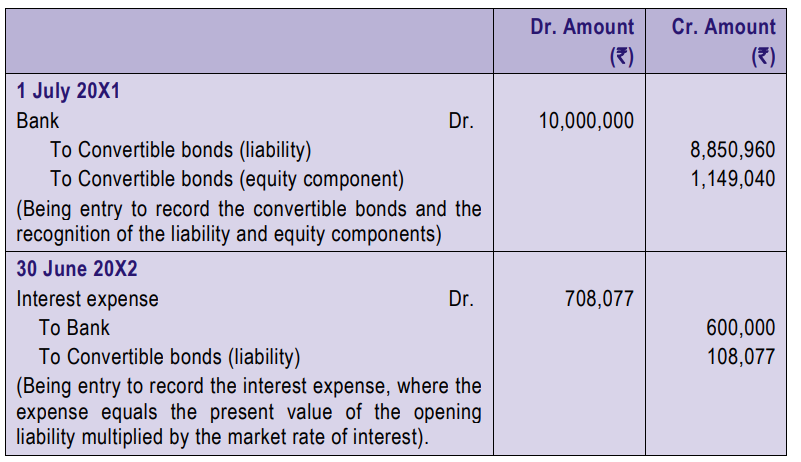 Dr. Amount Cr. Amount
(₹) (₹)
1 July 20X1
Bank Dr. 10,000,000
To Convertible bonds (liability) 8,850,960
To Convertible bonds (equity component) 1,149,040
(Being entry to record the convertible bonds and the
recognition of the liability and equity components)
30 June 20X2
Interest expense Dr. 708,077
To Bank 600,000
To Convertible bonds (liability) 108,077
(Being entry to record the interest expense, where the
expense equals the present value of the opening
liability multiplied by the market rate of interest).